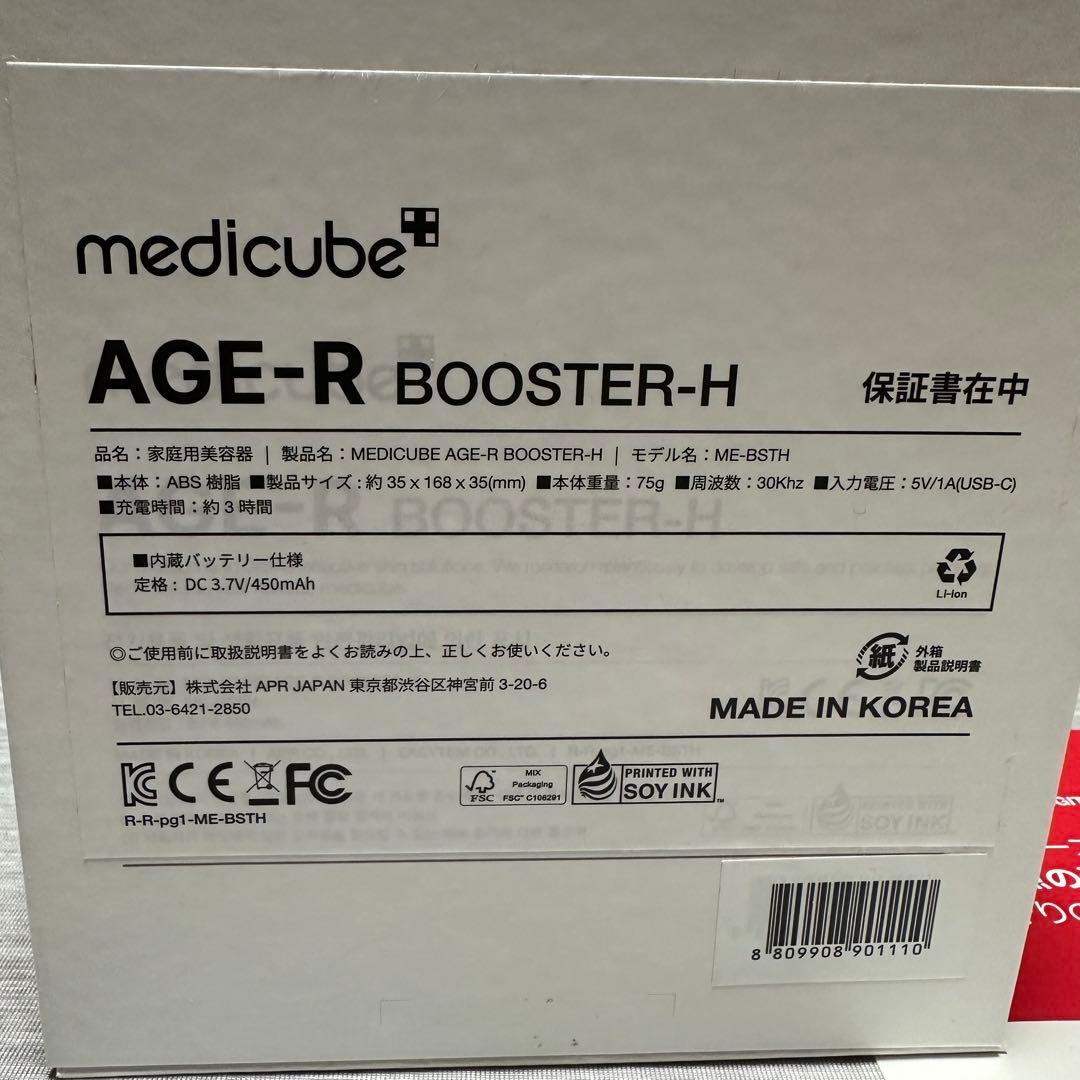 medicube
AGE-R BOOSTER-H 保証書在中
品名：家庭用美容器 | 製品名：MEDICUBE AGE-R BOOSTER-H | モデル名：ME-BSTH
■本体：ABS 樹脂 ■製品サイズ：約 35 x 168 x 35(mm) ■本体重量：75g ■周波数：30Khz ■入力電圧：5V/1A(USB-C)
■充電時間：約 3 時間
■内蔵バッテリー仕様
定格：DC 3.7V/450mAh
Li-ion
◎ご使用前に取扱説明書をよくお読みの上、正しくお使いください。
紙 外箱
製品説明書
【販売元】株式会社 APR JAPAN 東京都渋谷区神宮前 3-20-6
TEL.03-6421-2850
MADE IN KOREA
KC CE FC
R-R-pg1-ME-BSTH
FSC
MIX
Packaging
FSC™ C106291
PRINTED WITH
SOY INK™
8 809908 901110